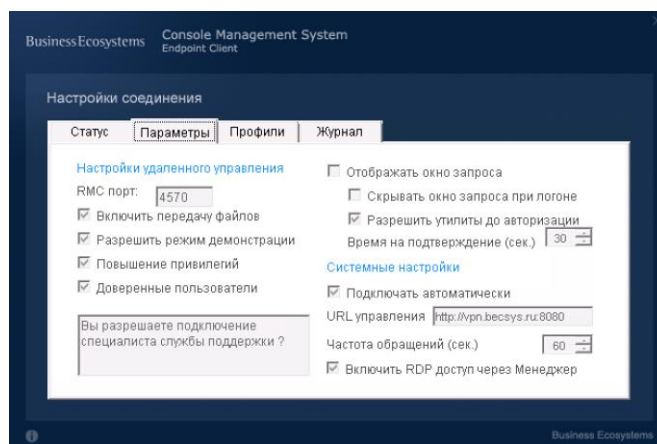 Business Ecosystems
Console Management System
Endpoint Client
Настройки соединения
Статус
Параметры
Профили
Журнал
Настройки удаленного управления
RMC порт:
4570
Включить передачу файлов
Разрешить режим демонстрации
Повышение привилегий
Доверенные пользователи
Вы разрешаете подключение
специалиста службы поддержки ?
Отображать окно запроса
Скрывать окно запроса при логоне
Разрешить утилиты до авторизации
Время на подтверждение (сек.)
30
Системные настройки
Подключать автоматически
URL управления
http://vpn.becsys.ru:8080
Частота обращений (сек.)
60
Включить RDP доступ через Менеджер
Business Ecosystems